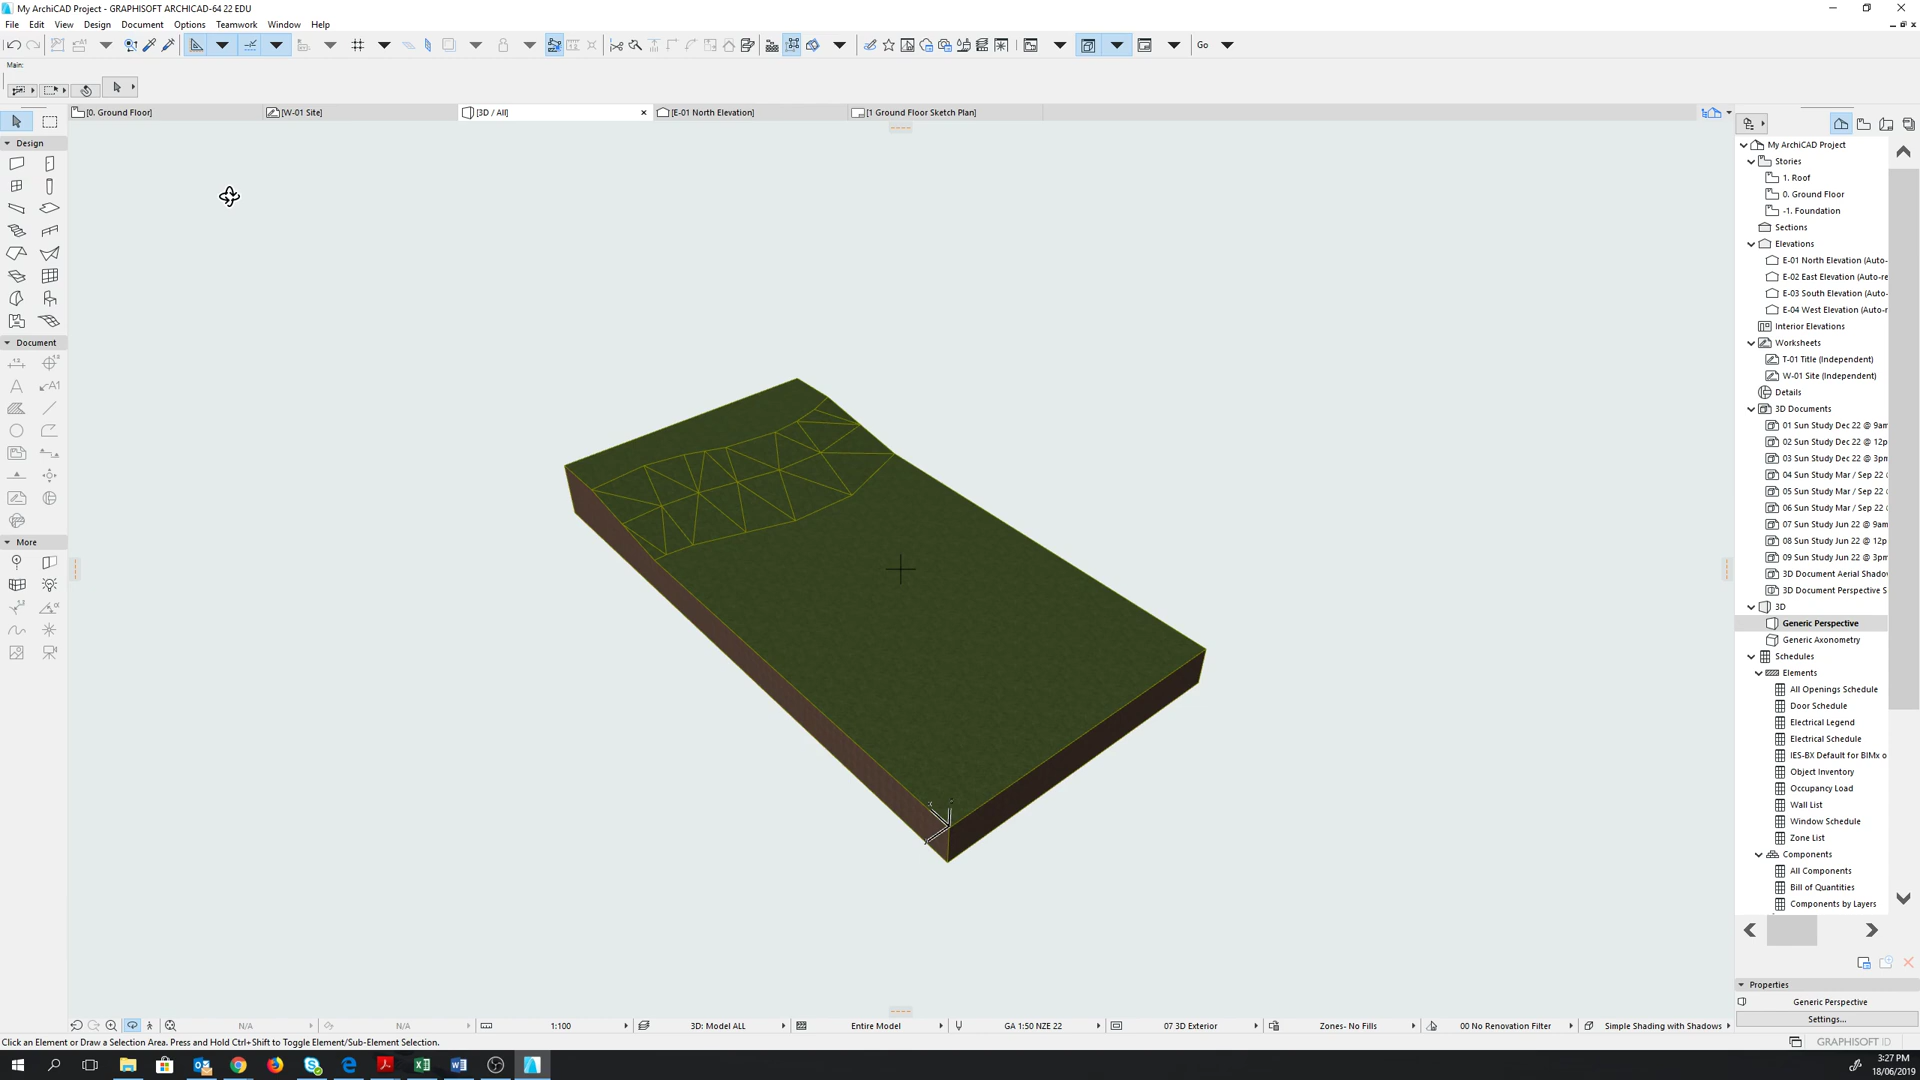 My ArchiCAD Project - GRAPHISOFT ARCHICAD-64 22 EDU
File Edit View Design Document Options Teamwork Window Help
Go
Main:
[0. Ground Floor] [W-01 Site] [3D / All] [E-01 North Elevation] [1 Ground Floor Sketch Plan]
Design
Document
A A1
More
My ArchiCAD Project
Stories
1. Roof
0. Ground Floor
-1. Foundation
Sections
Elevations
E-01 North Elevation (Auto-
E-02 East Elevation (Auto-re
E-03 South Elevation (Auto-
E-04 West Elevation (Auto-r
Interior Elevations
Worksheets
T-01 Title (Independent)
W-01 Site (Independent)
Details
3D Documents
01 Sun Study Dec 22 @ 9am
02 Sun Study Dec 22 @ 12p
03 Sun Study Dec 22 @ 3pm
04 Sun Study Mar / Sep 22
05 Sun Study Mar / Sep 22
06 Sun Study Mar / Sep 22
07 Sun Study Jun 22 @ 9am
08 Sun Study Jun 22 @ 12p
09 Sun Study Jun 22 @ 3pm
3D Document Aerial Shado
3D Document Perspective S
3D
Generic Perspective
Generic Axonometry
Schedules
Elements
All Openings Schedule
Door Schedule
Electrical Legend
Electrical Schedule
IES-BX Default for BIMx o
Object Inventory
Occupancy Load
Wall List
Window Schedule
Zone List
Components
All Components
Bill of Quantities
Components by Layers
Properties
Generic Perspective
Settings...
N/A N/A 1:100 3D: Model ALL Entire Model GA 1:50 NZE 22 07 3D Exterior Zones- No Fills 00 No Renovation Filter Simple Shading with Shadows
Click an Element or Draw a Selection Area. Press and Hold Ctrl+Shift to Toggle Element/Sub-Element Selection.
GRAPHISOFT ID
3:27 PM
18/06/2019